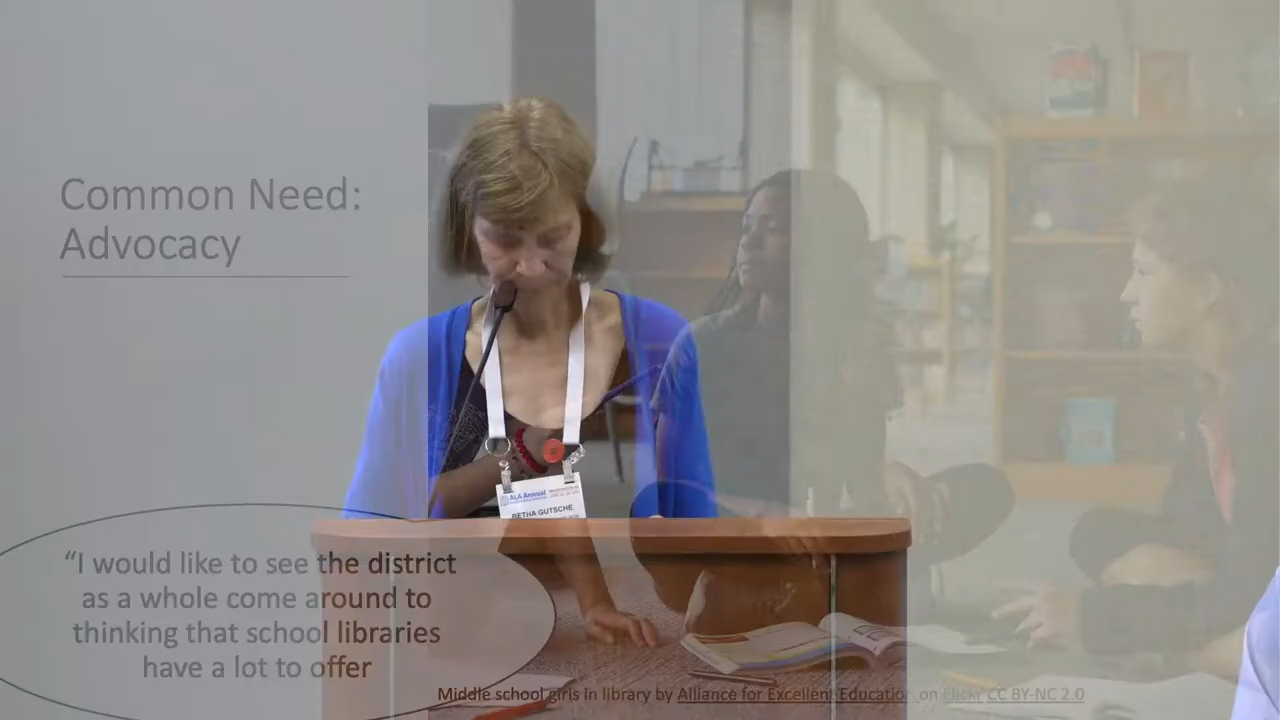 Common Need:
Advocacy
ALA Annual
BETHA GUTSCHE
“I would like to see the district
as a whole come around to
thinking that school libraries
have a lot to offer
Middle school girls in library by Alliance for Excellent Education on Flickr CC BY-NC 2.0